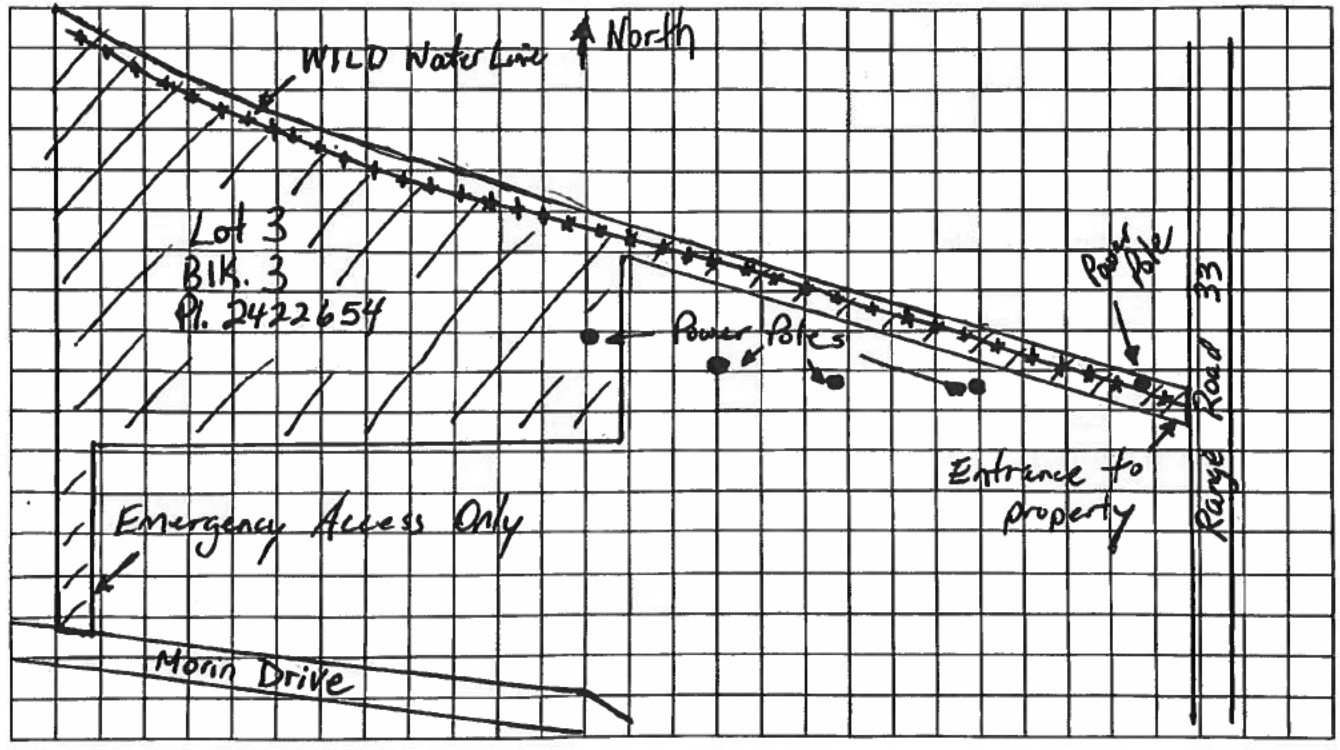 North
WILD Water Line
Lot 3
Blk. 3
Pl. 2422654
Power Poles
Power
Pole
Range Road 33
Entrance to
property
Emergency Access Only
Morin Drive